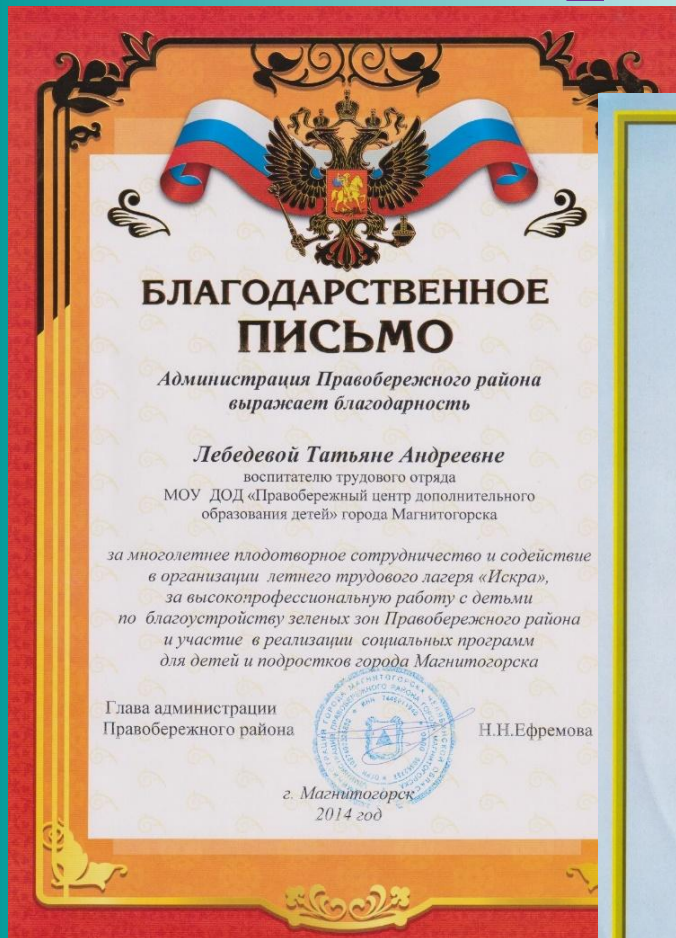 БЛАГОДАРСТВЕННОЕ
ПИСЬМО
Администрация Правобережного района
выражает благодарность
Лебедевой Татьяне Андреевне
воспитателю трудового отряда
МОУ ДОД «Правобережный центр дополнительного
образования детей» города Магнитогорска
за многолетнее плодотворное сотрудничество и содействие
в организации летнего трудового лагеря «Искра»,
за высокопрофессиональную работу с детьми
по благоустройству зеленых зон Правобережного района
и участие в реализации социальных программ
для детей и подростков города Магнитогорска
Глава администрации
Правобережного района
Н.Н.Ефремова
г. Магнитогорск
2014 год